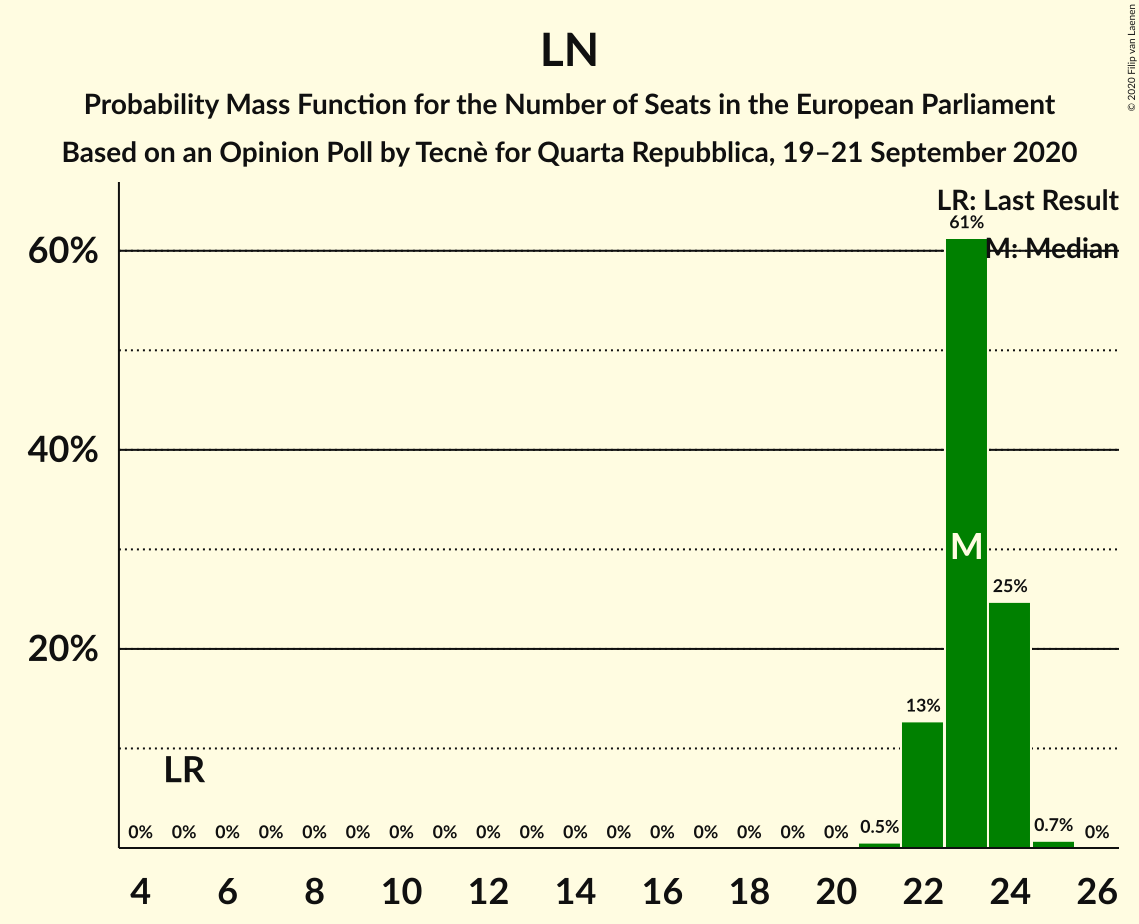 LN
Probability Mass Function for the Number of Seats in the European Parliament
Based on an Opinion Poll by Tecnè for Quarta Repubblica, 19–21 September 2020
© 2020 Filip van Laenen
LR: Last Result
M: Median
61%
60%
40%
M
25%
20%
13%
LR
0% 0% 0% 0% 0% 0% 0% 0% 0% 0% 0% 0% 0% 0% 0% 0% 0% 0.5% 0.7% 0%
4 6 8 10 12 14 16 18 20 22 24 26